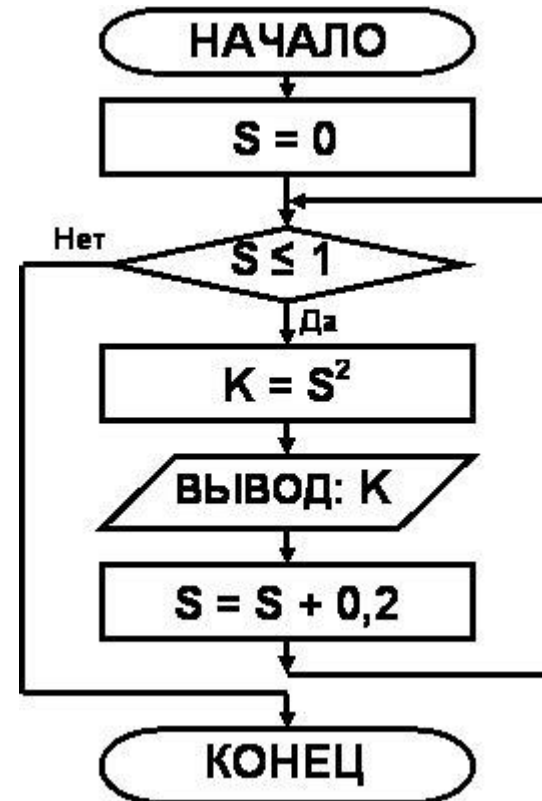 НАЧАЛО
S = 0
S ≤ 1
Нет
Да
K = S²
ВЫВОД: K
S = S + 0,2
КОНЕЦ